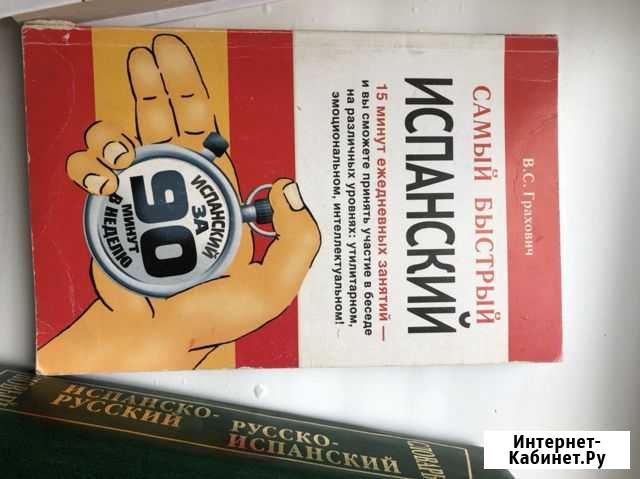 В.С. Грахович
САМЫЙ БЫСТРЫЙ
ИСПАНСКИЙ
15 минут ежедневных занятий —
и вы сможете принять участие в беседе
на различных уровнях: утилитарном,
эмоциональном, интеллектуальном!
ИСПАНСКИЙ
ЗА
90
МИНУТ
В НЕДЕЛЮ
ИСПАНСКО-
РУССКИЙ
РУССКО-
ИСПАНСКИЙ
СЛОВАРЬ
Интернет-
Кабинет.Ру